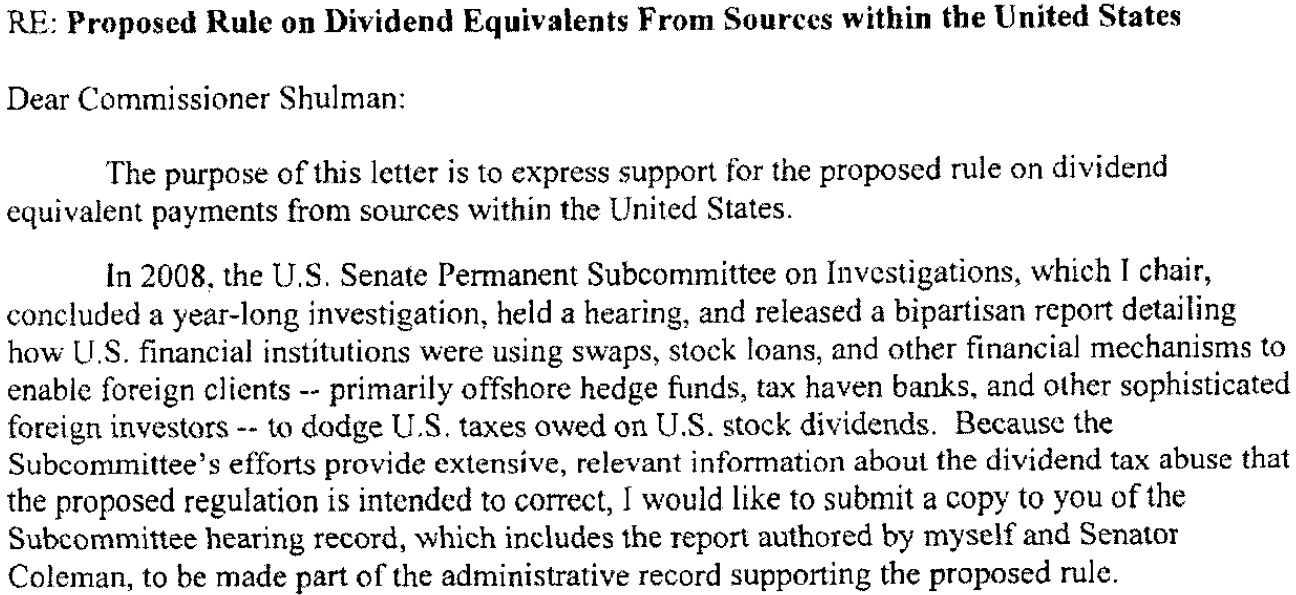 RE: Proposed Rule on Dividend Equivalents From Sources within the United States
Dear Commissioner Shulman:
The purpose of this letter is to express support for the proposed rule on dividend
equivalent payments from sources within the United States.
In 2008, the U.S. Senate Permanent Subcommittee on Investigations, which I chair,
concluded a year-long investigation, held a hearing, and released a bipartisan report detailing
how U.S. financial institutions were using swaps, stock loans, and other financial mechanisms to
enable foreign clients -- primarily offshore hedge funds, tax haven banks, and other sophisticated
foreign investors -- to dodge U.S. taxes owed on U.S. stock dividends. Because the
Subcommittee's efforts provide extensive, relevant information about the dividend tax abuse that
the proposed regulation is intended to correct, I would like to submit a copy to you of the
Subcommittee hearing record, which includes the report authored by myself and Senator
Coleman, to be made part of the administrative record supporting the proposed rule.